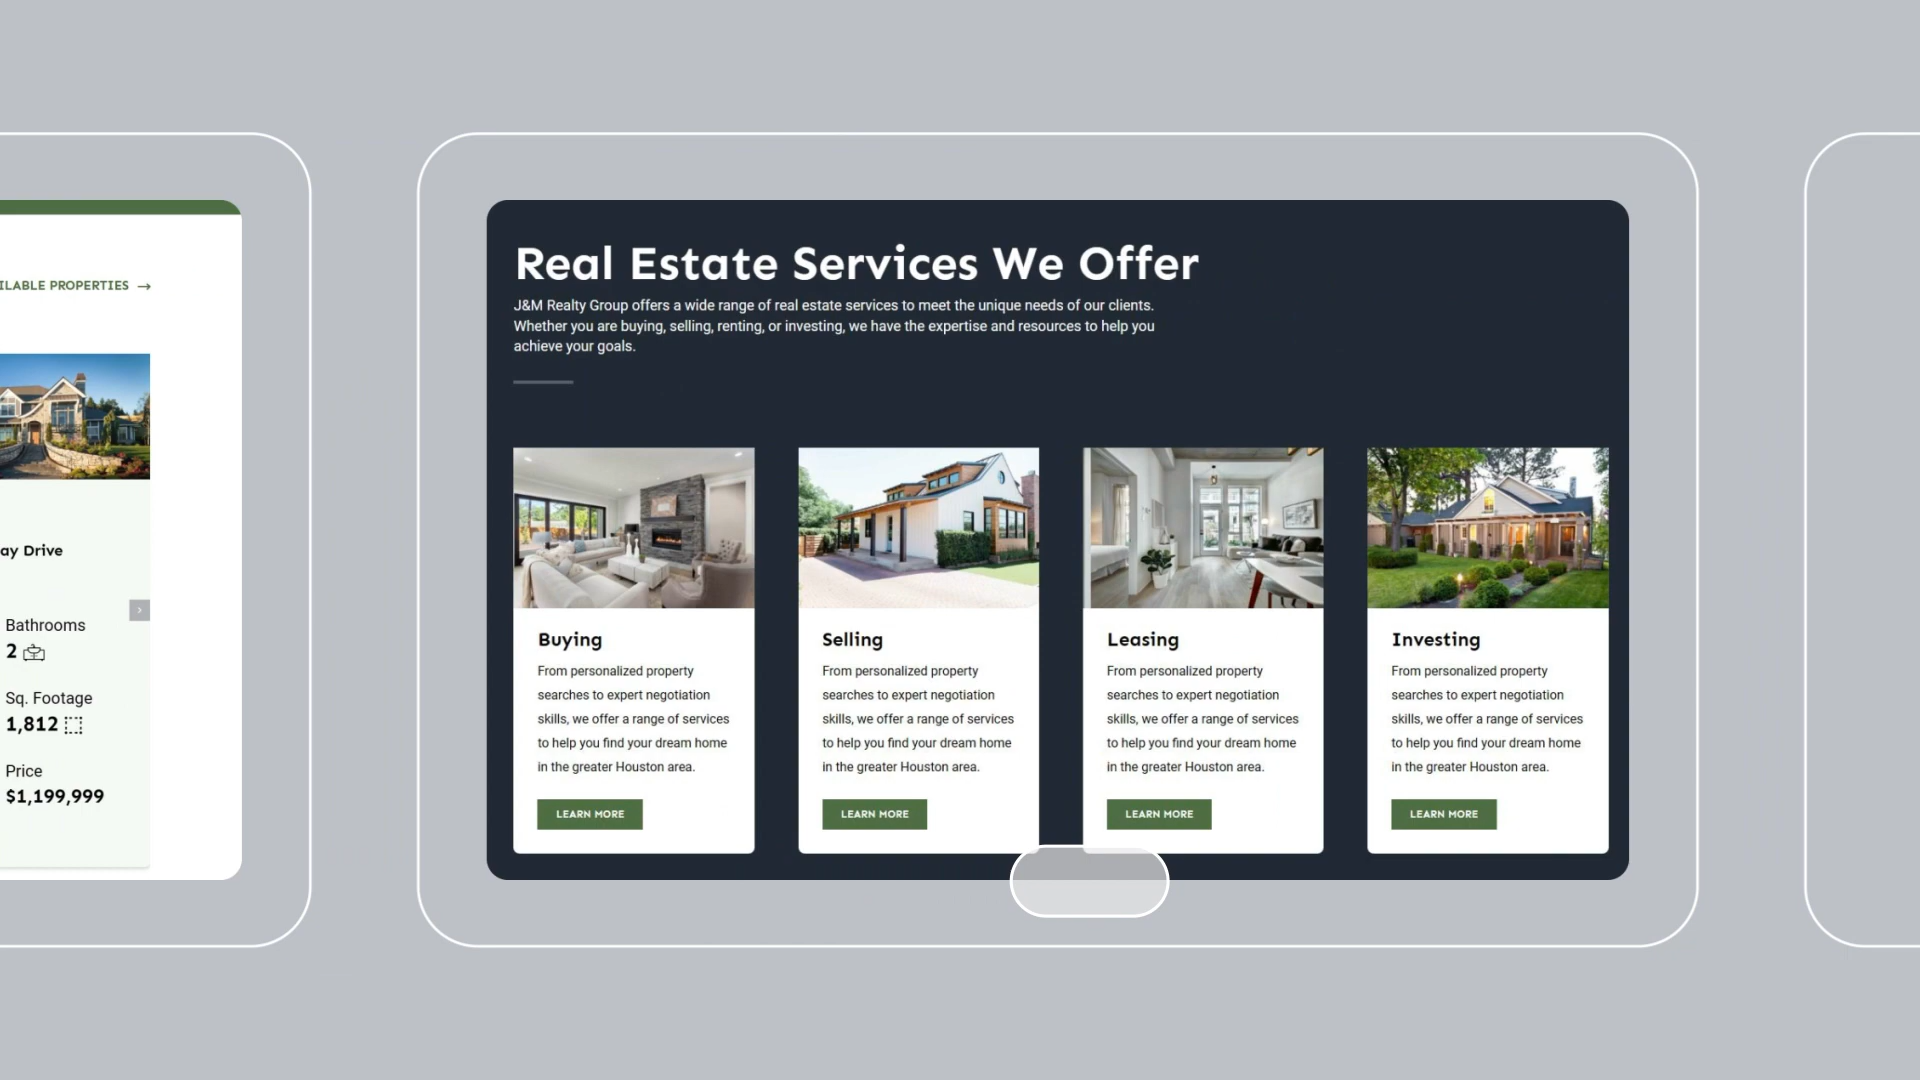 PROPERTIES →
Drive
Bathrooms
2
Sq. Footage
1,812
Price
$1,199,999
Real Estate Services We Offer
J&M Realty Group offers a wide range of real estate services to meet the unique needs of our clients.
Whether you are buying, selling, renting, or investing, we have the expertise and resources to help you
achieve your goals.
Buying
From personalized property
searches to expert negotiation
skills, we offer a range of services
to help you find your dream home
in the greater Houston area.
LEARN MORE
Selling
From personalized property
searches to expert negotiation
skills, we offer a range of services
to help you find your dream home
in the greater Houston area.
LEARN MORE
Leasing
From personalized property
searches to expert negotiation
skills, we offer a range of services
to help you find your dream home
in the greater Houston area.
LEARN MORE
Investing
From personalized property
searches to expert negotiation
skills, we offer a range of services
to help you find your dream home
in the greater Houston area.
LEARN MORE